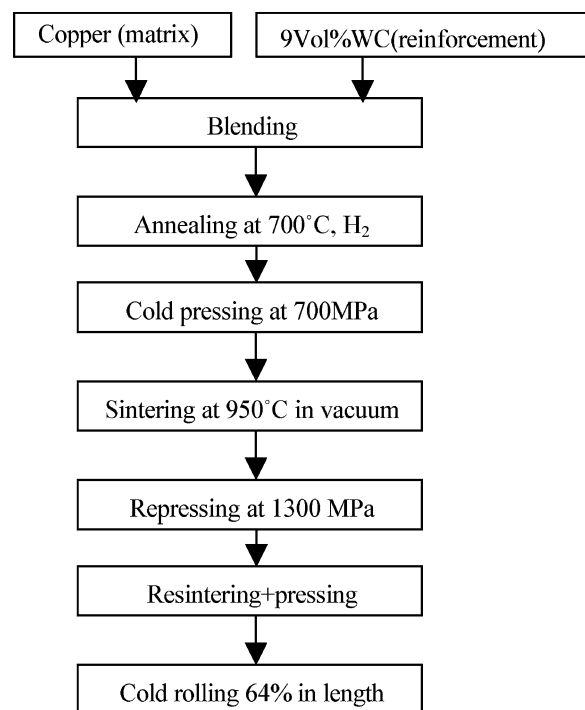 Copper (matrix)
9Vol%WC(reinforcement)
Blending
Annealing at 700˚C, H₂
Cold pressing at 700MPa
Sintering at 950˚C in vacuum
Repressing at 1300 MPa
Resintering+pressing
Cold rolling 64% in length